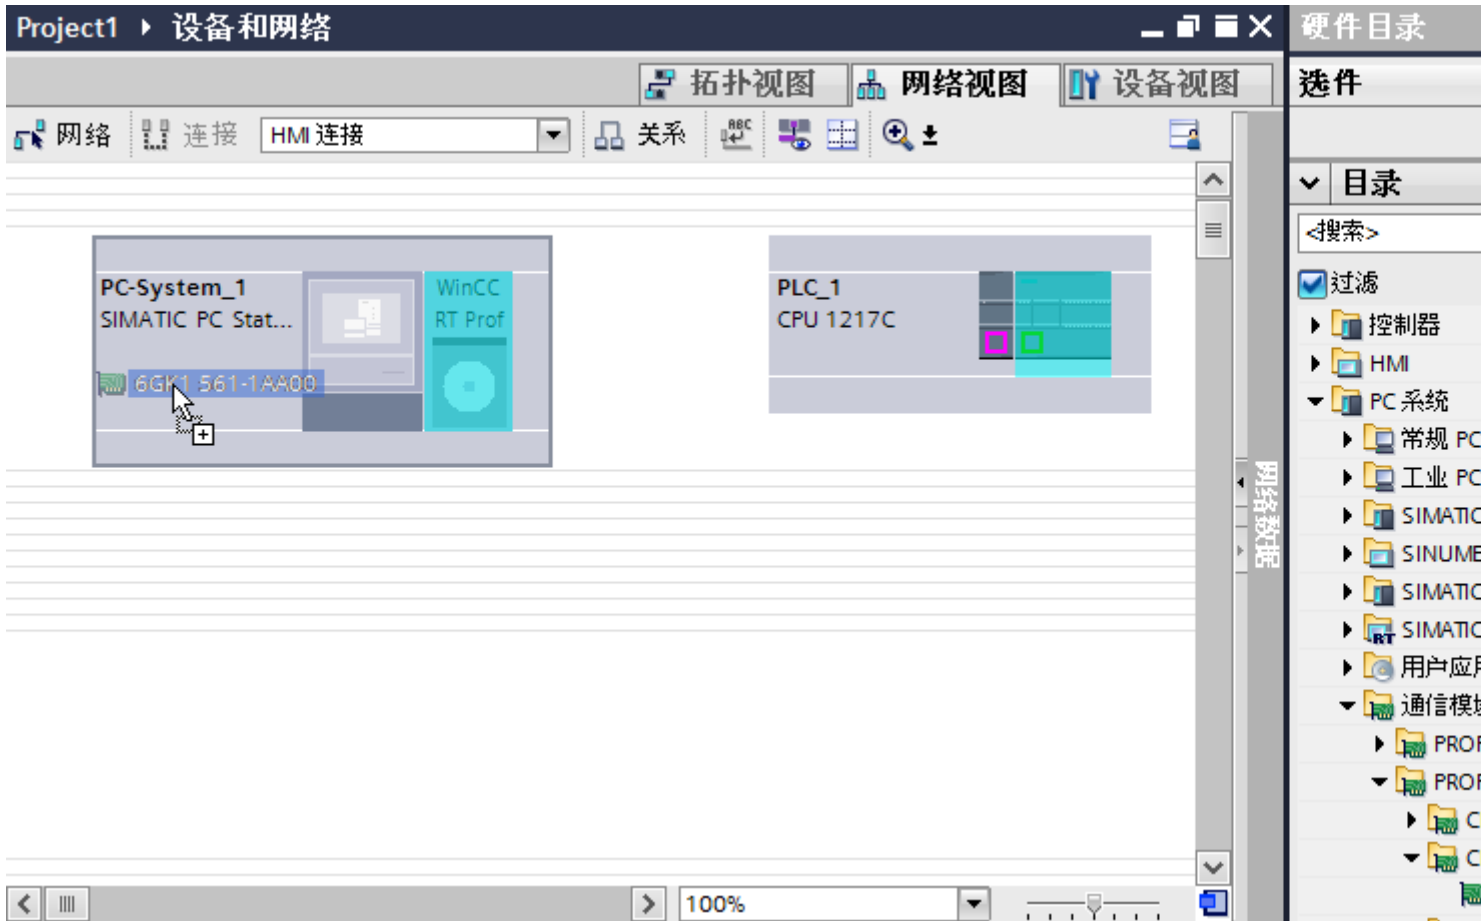 Project1 ▸ 设备和网络
硬件目录
拓扑视图
网络视图
设备视图
选件
网络
连接
HMI 连接
关系
目录
<搜索>
过滤
PC-System_1
SIMATIC PC Stat...
WinCC
RT Prof
6GK1 561-1AA00
PLC_1
CPU 1217C
控制器
HMI
PC 系统
常规 PC
工业 PC
SIMATIC
SINUME
SIMATIC
SIMATIC
用户应用
通信模块
PROF
PROF
C
C
网络数据
100%